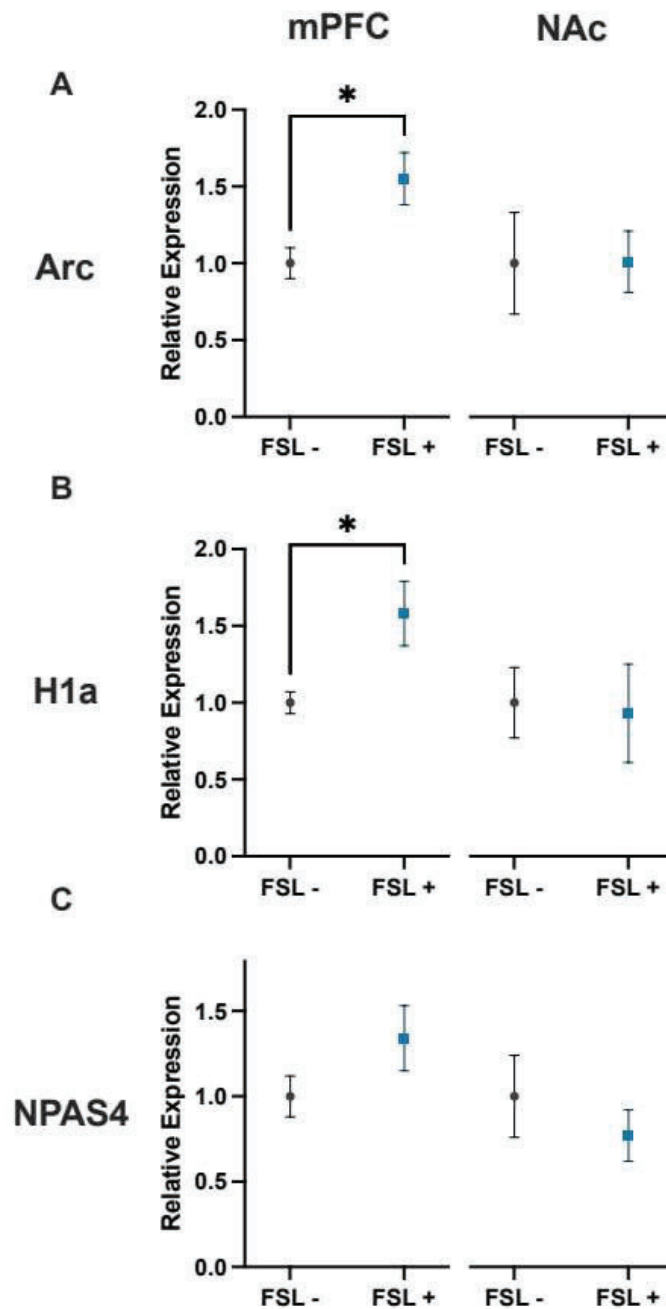 mPFC NAc
A
*
Arc
Relative Expression
2.0
1.5
1.0
0.5
0.0
FSL - FSL + FSL - FSL +
B
*
H1a
Relative Expression
2.0
1.5
1.0
0.5
0.0
FSL - FSL + FSL - FSL +
C
NPAS4
Relative Expression
1.5
1.0
0.5
0.0
FSL - FSL + FSL - FSL +